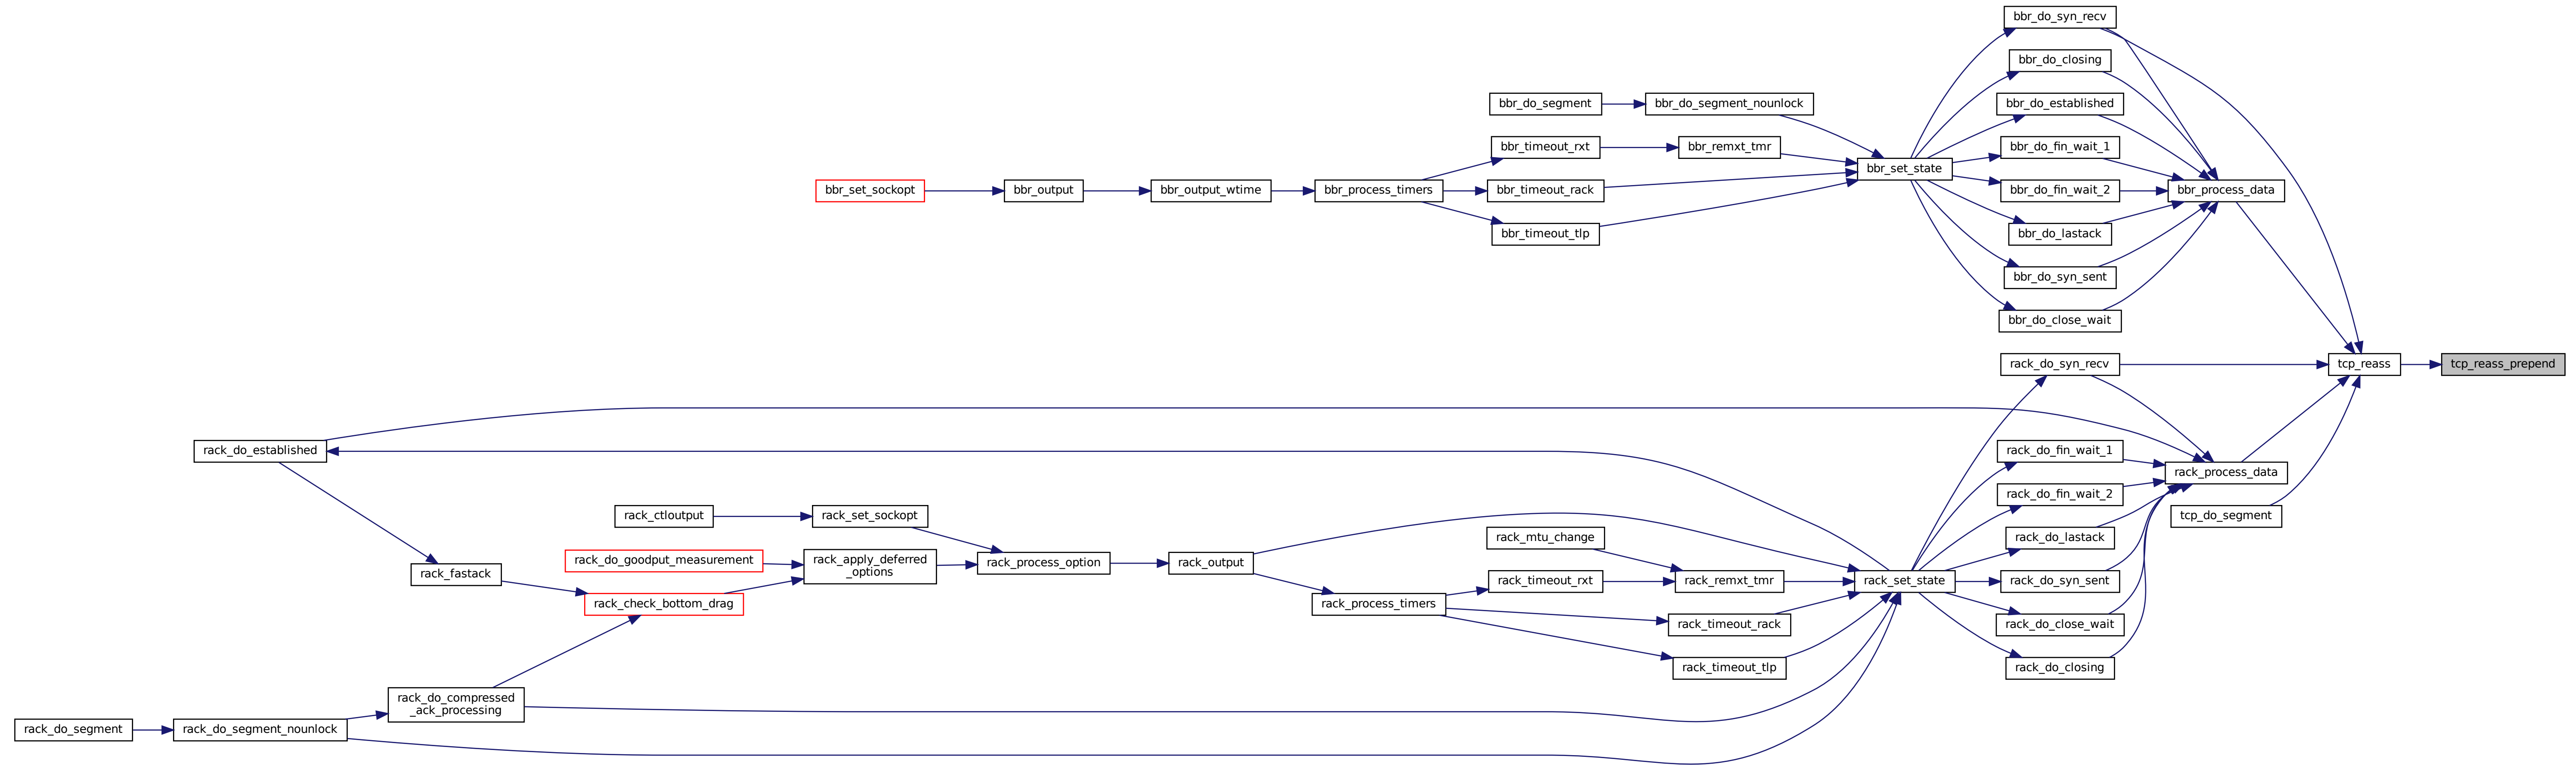 bbr_do_syn_recv
bbr_do_closing
bbr_do_segment
bbr_do_segment_nounlock
bbr_do_established
bbr_timeout_rxt
bbr_remxt_tmr
bbr_do_fin_wait_1
bbr_set_state
bbr_set_sockopt
bbr_output
bbr_output_wtime
bbr_process_timers
bbr_timeout_rack
bbr_do_fin_wait_2
bbr_process_data
bbr_timeout_tlp
bbr_do_lastack
bbr_do_syn_sent
bbr_do_close_wait
rack_do_syn_recv
tcp_reass
tcp_reass_prepend
rack_do_established
rack_do_fin_wait_1
rack_process_data
rack_do_fin_wait_2
rack_ctloutput
rack_set_sockopt
tcp_do_segment
rack_mtu_change
rack_do_lastack
rack_do_goodput_measurement
rack_apply_deferred
_options
rack_process_option
rack_output
rack_fastack
rack_timeout_rxt
rack_remxt_tmr
rack_set_state
rack_do_syn_sent
rack_check_bottom_drag
rack_process_timers
rack_timeout_rack
rack_do_close_wait
rack_timeout_tlp
rack_do_closing
rack_do_compressed
_ack_processing
rack_do_segment
rack_do_segment_nounlock